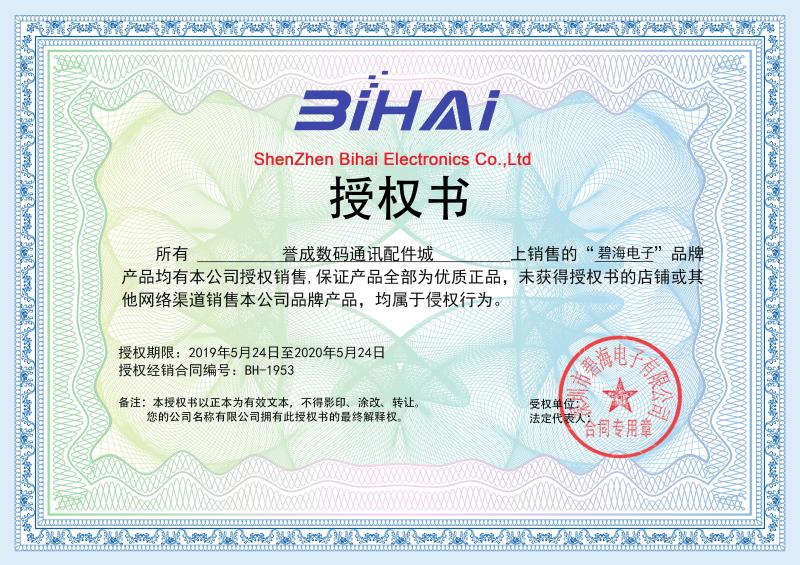 BiHAi
ShenZhen Bihai Electronics Co.,Ltd
授权书
所有 誉成数码通讯配件城 上销售的“碧海电子”品牌
产品均有本公司授权销售,保证产品全部为优质正品，未获得授权书的店铺或其
他网络渠道销售本公司品牌产品，均属于侵权行为。
授权期限：2019年5月24日至2020年5月24日
授权经销合同编号：BH-1953
备注：本授权书以正本为有效文本，不得影印、涂改、转让。
您的公司名称有限公司拥有此授权书的最终解释权。
受权单位：
法定代表人：
深圳市碧海电子有限公司
合同专用章